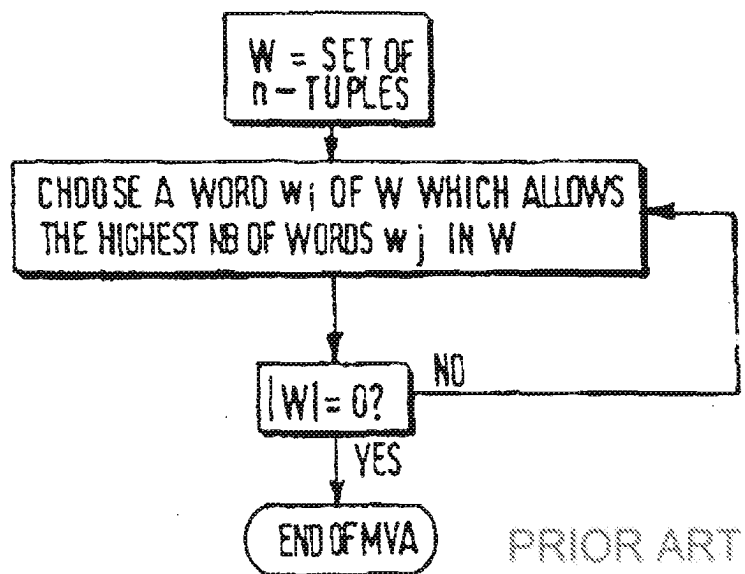 W = SET OF
n-TUPLES
CHOOSE A WORD wi OF W WHICH ALLOWS
THE HIGHEST NB OF WORDS wj IN W
|W| = 0?
NO
YES
END OF MVA
PRIOR ART